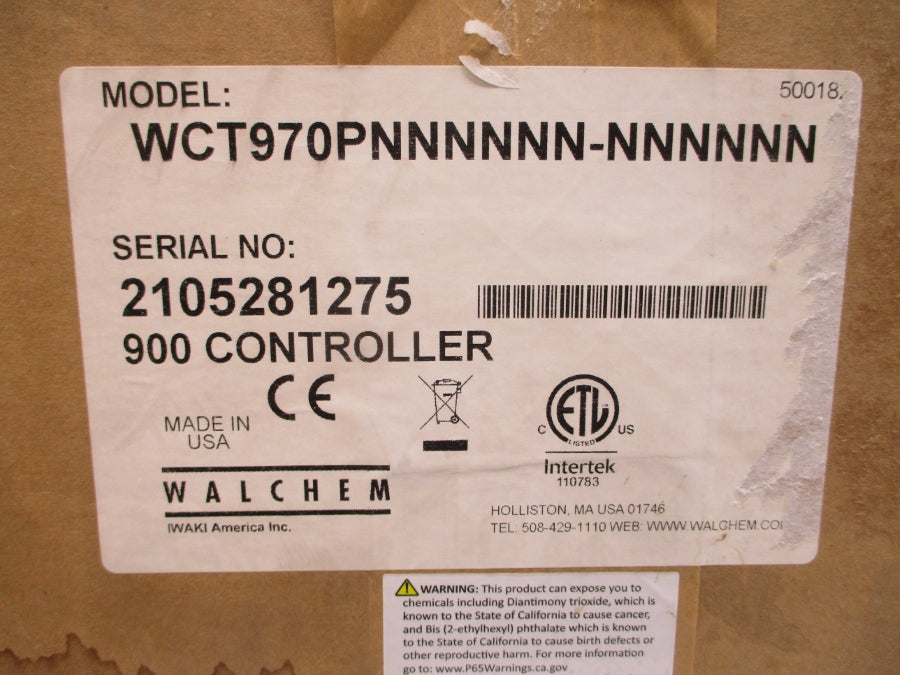 MODEL:
50018
WCT970PNNNNNN-NNNNNN
SERIAL NO:
2105281275
900 CONTROLLER
CE
MADE IN
USA
C ETL US
LISTED
Intertek
110783
WALCHEM
IWAKI America Inc.
HOLLISTON, MA USA 01746
TEL: 508-429-1110 WEB: WWW.WALCHEM.CO
WARNING: This product can expose you to
chemicals including Diantimony trioxide, which is
known to the State of California to cause cancer,
and Bis (2-ethylhexyl) phthalate which is known
to the State of California to cause birth defects or
other reproductive harm. For more information
go to: www.P65Warnings.ca.gov